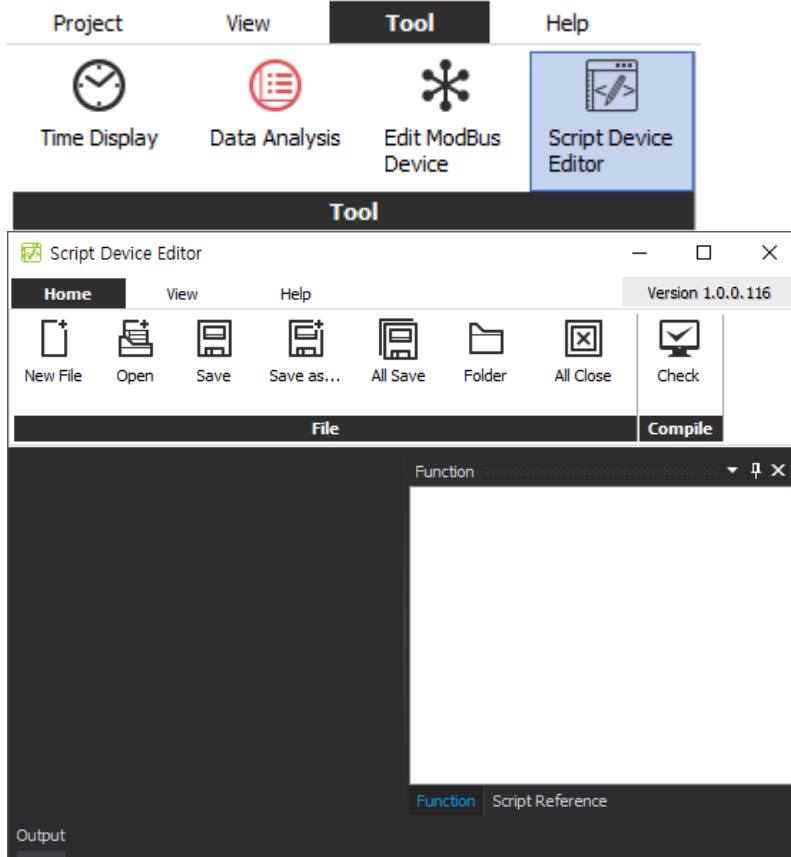 Project View Tool Help
Time Display Data Analysis Edit ModBus Device Script Device Editor
Tool
Script Device Editor
Home View Help Version 1.0.0.116
New File Open Save Save as... All Save Folder All Close Check
File Compile
Function
Function Script Reference
Output